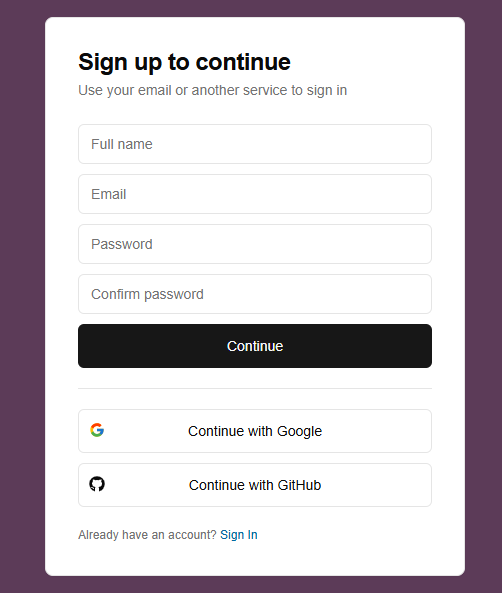 Sign up to continue
Use your email or another service to sign in
Full name
Email
Password
Confirm password
Continue
Continue with Google
Continue with GitHub
Already have an account? Sign In